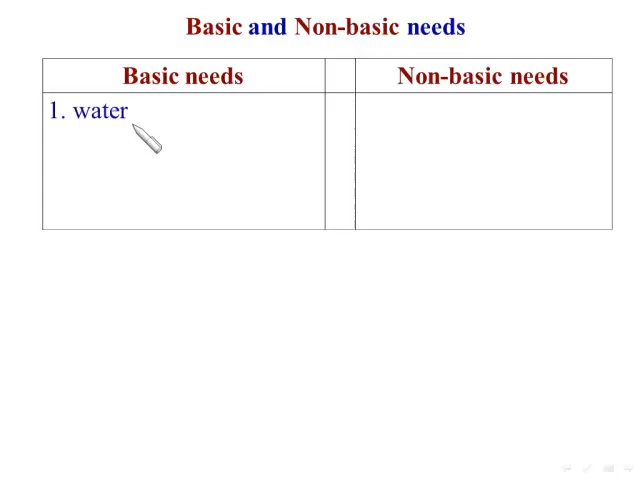 Basic and Non-basic needs
Basic needs
Non-basic needs
1. water